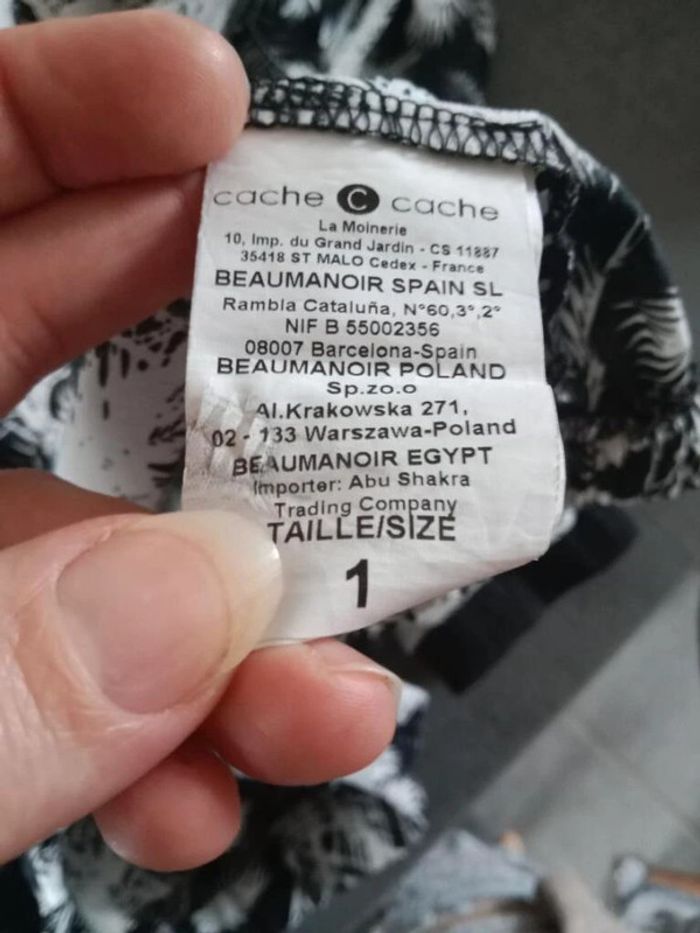 cache C cache
La Moinerie
10, Imp. du Grand Jardin - CS 11887
35418 ST MALO Cedex - France
BEAUMANOIR SPAIN SL
Rambla Cataluña, N°60,3°,2°
NIF B 55002356
08007 Barcelona-Spain
BEAUMANOIR POLAND
Sp.zo.o
Al.Krakowska 271,
02 - 133 Warszawa-Poland
BEAUMANOIR EGYPT
Importer: Abu Shakra
Trading Company
TAILLE/SIZE
1